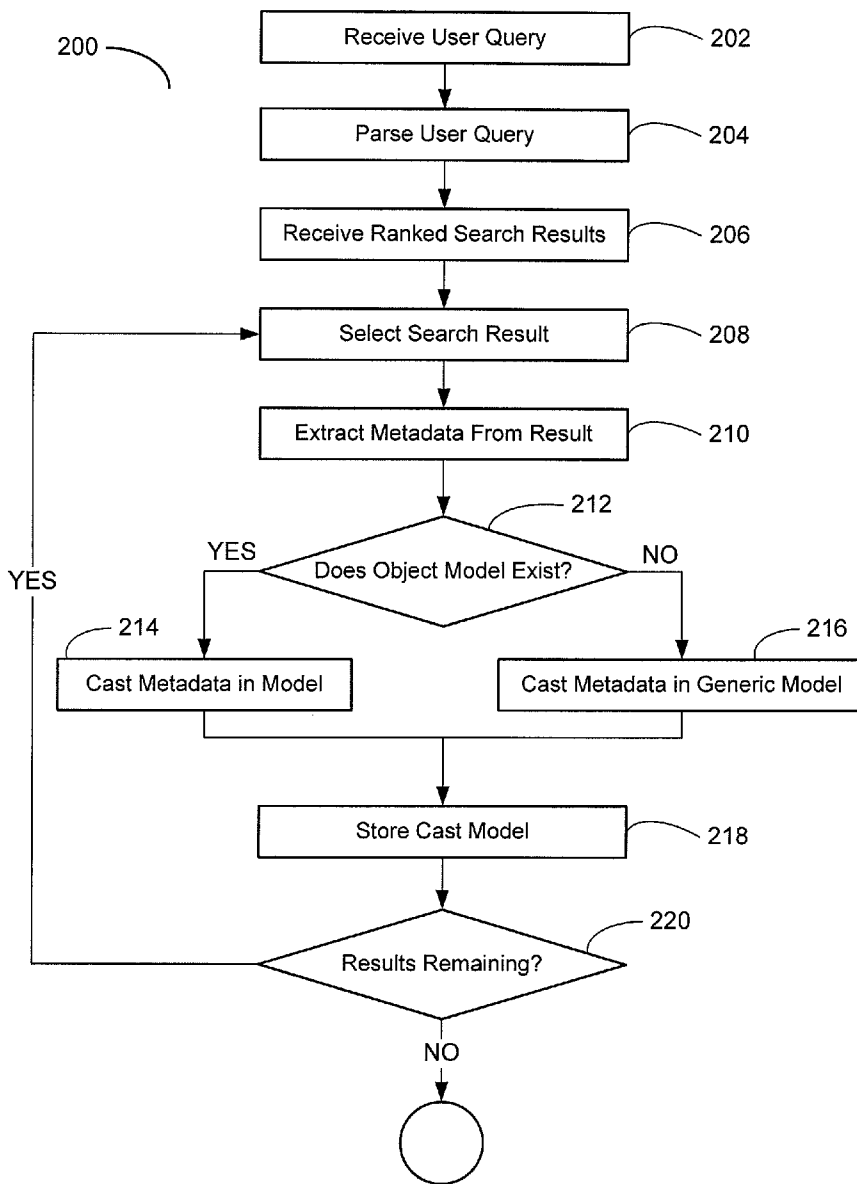 Receive User Query
202
200
Parse User Query
204
Receive Ranked Search Results
206
Select Search Result
208
Extract Metadata From Result
210
212
YES
NO
Does Object Model Exist?
YES
214
216
Cast Metadata in Model
Cast Metadata in Generic Model
Store Cast Model
218
220
Results Remaining?
NO